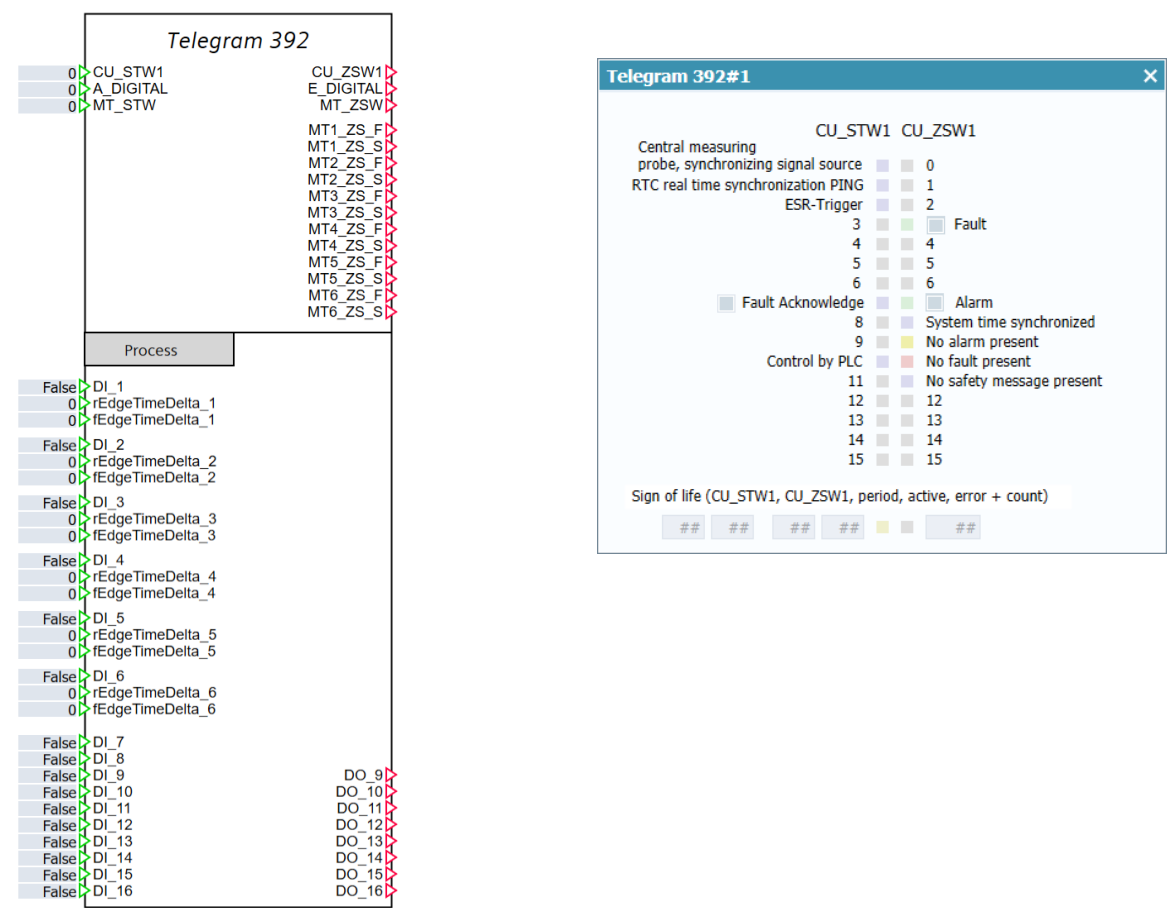 Telegram 392
0 CU_STW1 CU_ZSW1
0 A_DIGITAL E_DIGITAL
0 MT_STW MT_ZSW
MT1_ZS_F
MT1_ZS_S
MT2_ZS_F
MT2_ZS_S
MT3_ZS_F
MT3_ZS_S
MT4_ZS_F
MT4_ZS_S
MT5_ZS_F
MT5_ZS_S
MT6_ZS_F
MT6_ZS_S
Process
False DI_1
0 rEdgeTimeDelta_1
0 fEdgeTimeDelta_1
False DI_2
0 rEdgeTimeDelta_2
0 fEdgeTimeDelta_2
False DI_3
0 rEdgeTimeDelta_3
0 fEdgeTimeDelta_3
False DI_4
0 rEdgeTimeDelta_4
0 fEdgeTimeDelta_4
False DI_5
0 rEdgeTimeDelta_5
0 fEdgeTimeDelta_5
False DI_6
0 rEdgeTimeDelta_6
0 fEdgeTimeDelta_6
False DI_7
False DI_8
False DI_9 DO_9
False DI_10 DO_10
False DI_11 DO_11
False DI_12 DO_12
False DI_13 DO_13
False DI_14 DO_14
False DI_15 DO_15
False DI_16 DO_16
Telegram 392#1
CU_STW1 CU_ZSW1
Central measuring
probe, synchronizing signal source 0
RTC real time synchronization PING 1
ESR-Trigger 2
3 Fault
4 4
5 5
6 6
Fault Acknowledge Alarm
8 System time synchronized
9 No alarm present
Control by PLC No fault present
11 No safety message present
12 12
13 13
14 14
15 15
Sign of life (CU_STW1, CU_ZSW1, period, active, error + count)
## ## ## ## ##